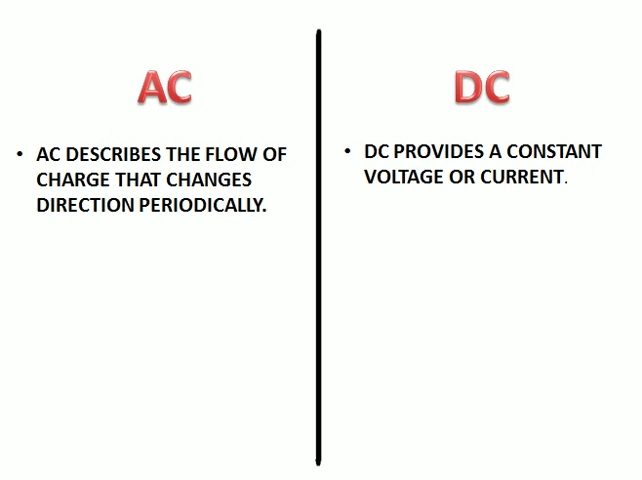 AC
• AC DESCRIBES THE FLOW OF
CHARGE THAT CHANGES
DIRECTION PERIODICALLY.
DC
• DC PROVIDES A CONSTANT
VOLTAGE OR CURRENT.